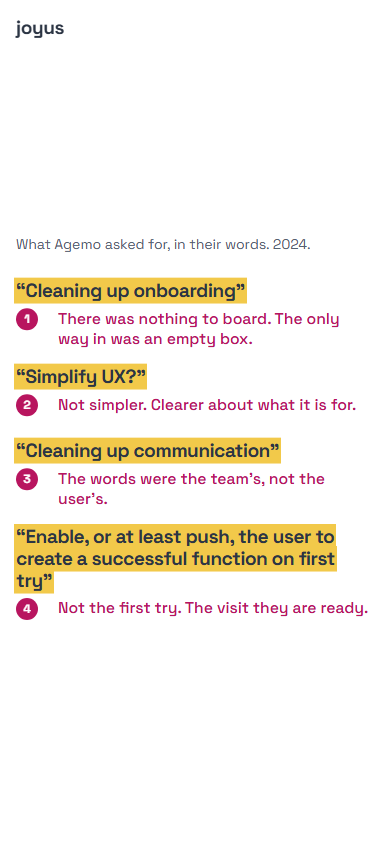 joyus
What Agemo asked for, in their words. 2024.
“Cleaning up onboarding”
1 There was nothing to board. The only
way in was an empty box.
“Simplify UX?”
2 Not simpler. Clearer about what it is for.
“Cleaning up communication”
3 The words were the team’s, not the
user’s.
“Enable, or at least push, the user to
create a successful function on first
try”
4 Not the first try. The visit they are ready.